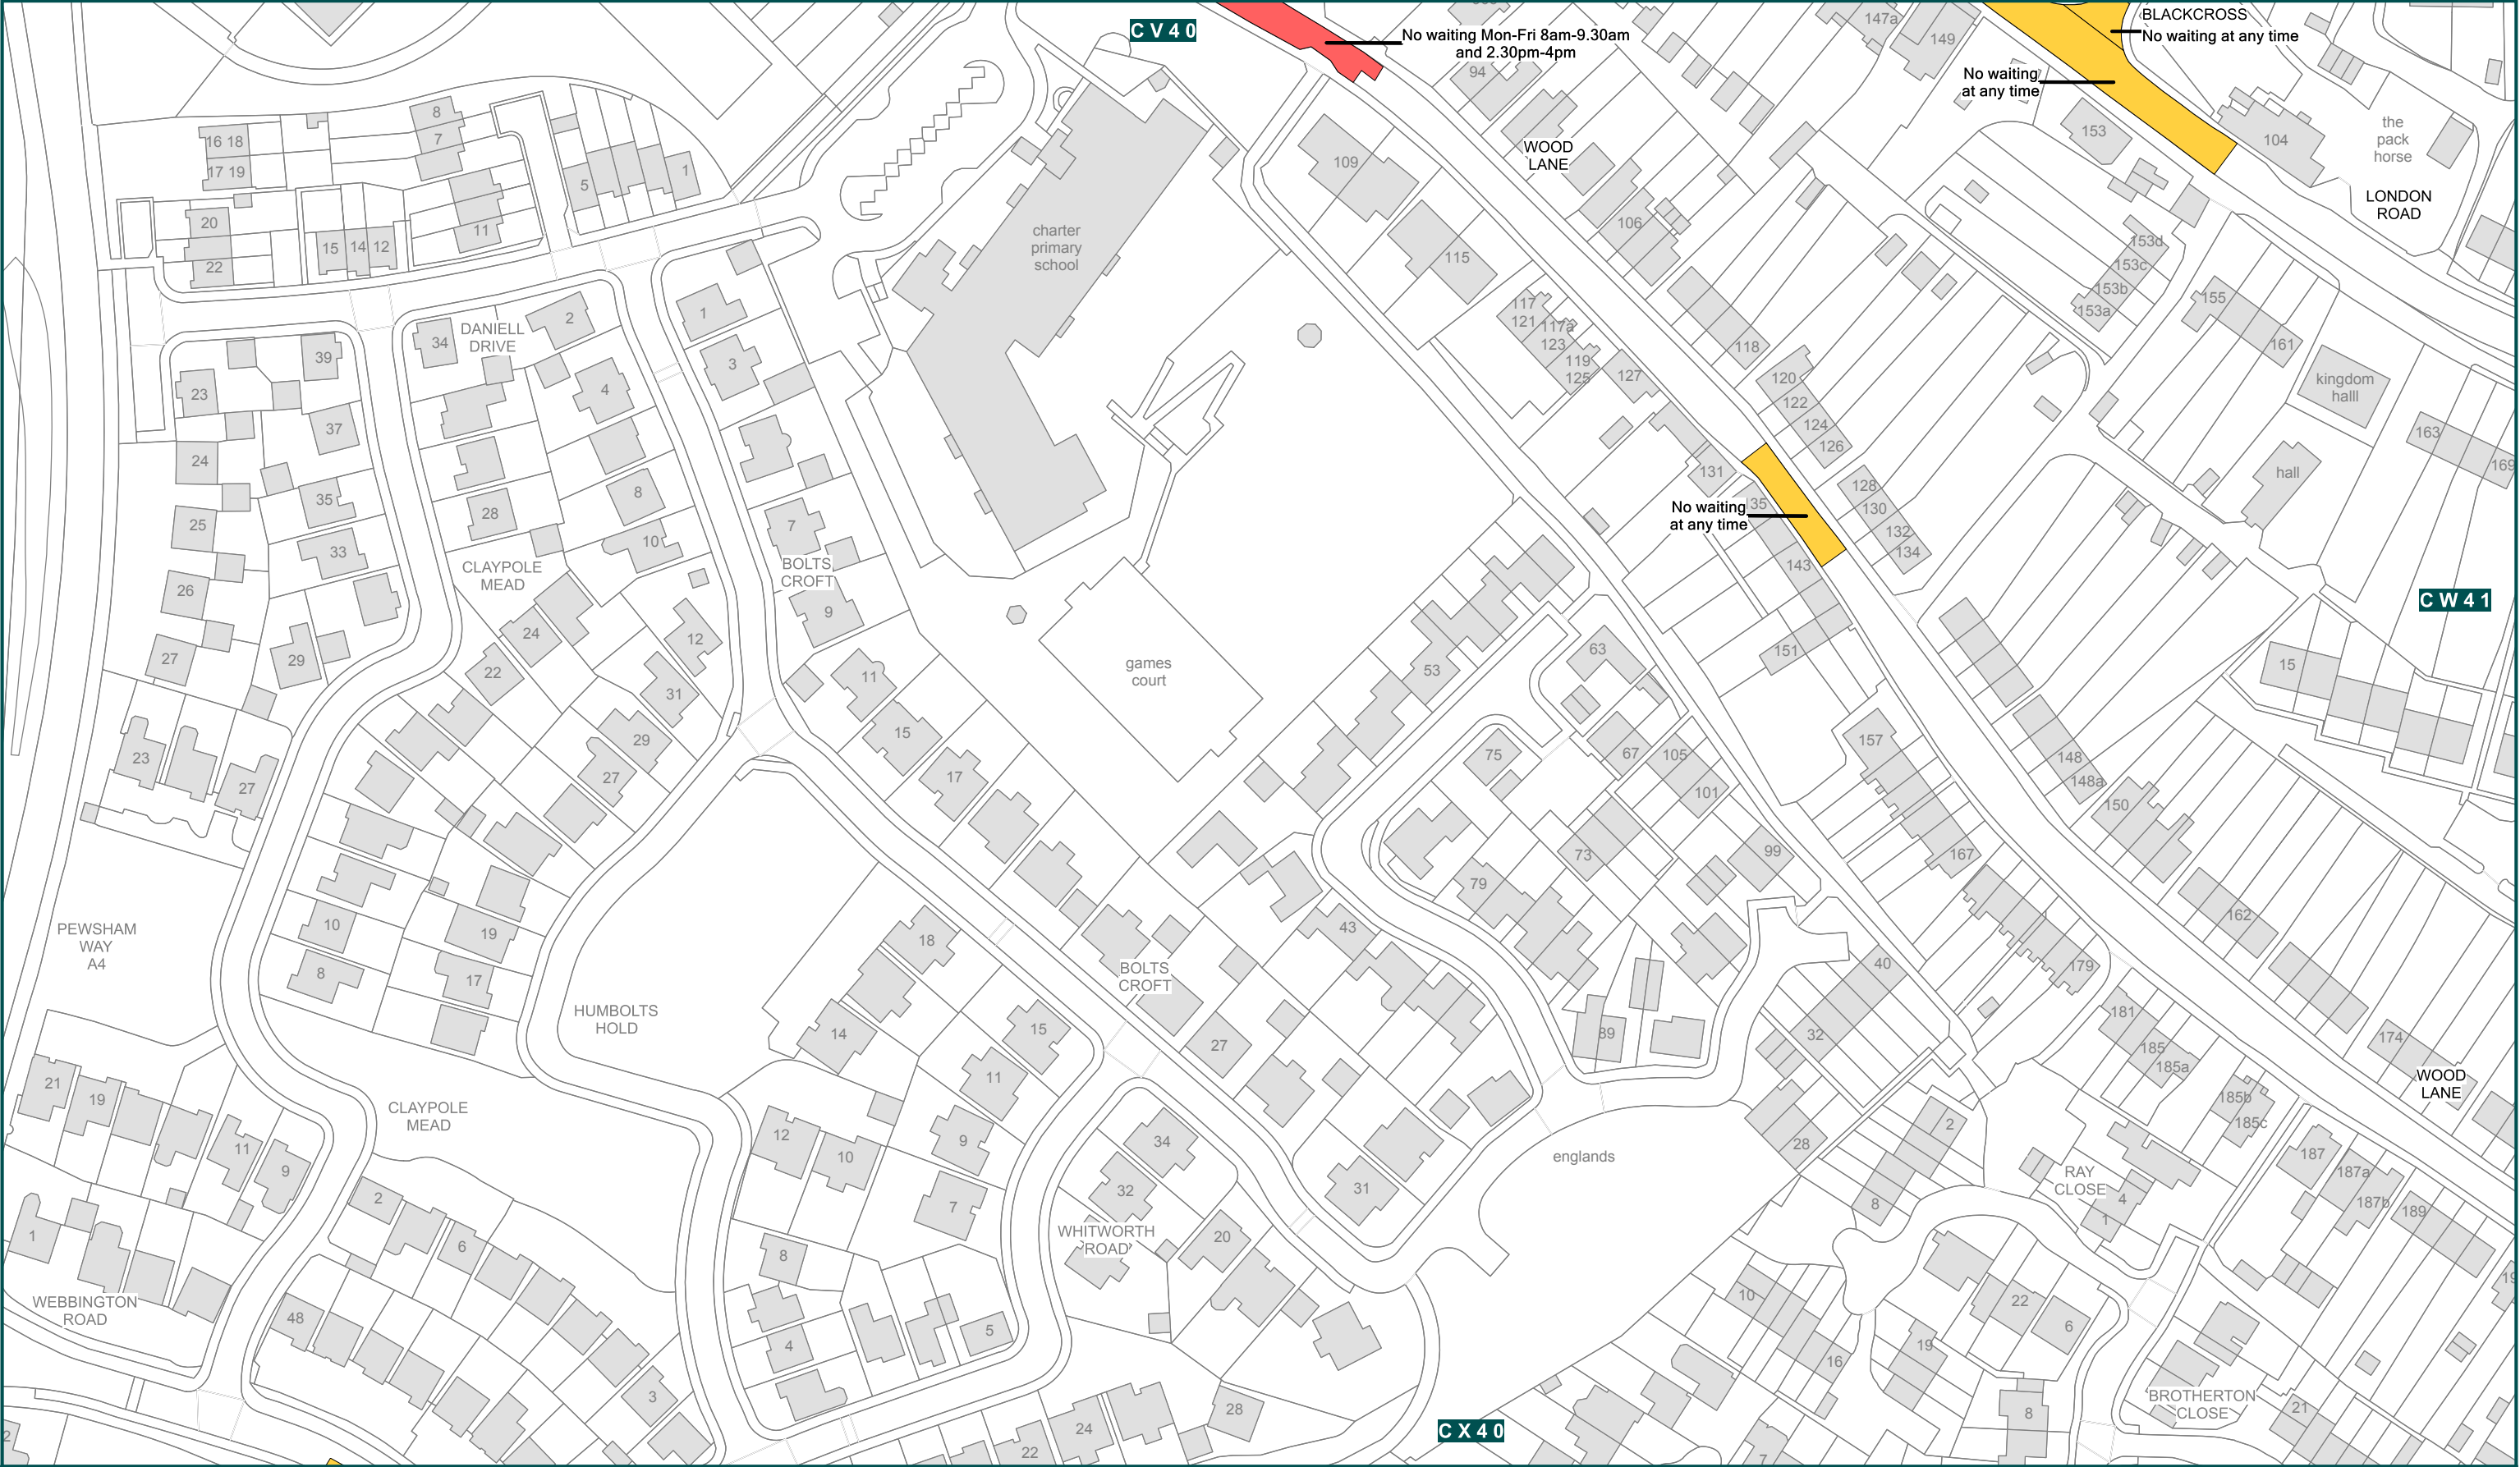 CV40
No waiting Mon-Fri 8am-9.30am
and 2.30pm-4pm
BLACKCROSS
No waiting at any time
No waiting
at any time
147a
149
94
153
104
the
pack
horse
LONDON
ROAD
WOOD
LANE
109
106
115
16 18
17 19
8
7
5
1
20
22
15 14 12
11
charter
primary
school
153d
153c
153b
153a
155
161
117
121
117a
123
119
125
127
118
120
122
124
126
kingdom
halll
163
169
hall
DANIELL
DRIVE
34
2
1
3
4
39
23
37
24
35
25
33
26
27
29
28
8
10
7
9
131
35
No waiting
at any time
128
130
132
134
143
151
CLAYPOLE
MEAD
BOLTS
CROFT
CW41
24
22
12
31
29
27
11
15
17
games
court
53
63
67
105
101
75
73
79
99
157
167
148
148a
150
15
162
174
23
27
PEWSHAM
WAY
A4
10
8
19
17
HUMBOLTS
HOLD
18
14
15
11
BOLTS
CROFT
43
27
89
40
32
179
181
185
185a
185b
185c
WOOD
LANE
21
19
11
9
CLAYPOLE
MEAD
12
10
9
7
34
32
31
englands
28
2
8
RAY
CLOSE
4
1
187
187a
187b
189
1
2
6
WEBBINGTON
ROAD
48
3
8
4
5
WHITWORTH
ROAD
20
22
24
28
CX40
10
16
19
22
6
8
7
BROTHERTON
CLOSE
21
2